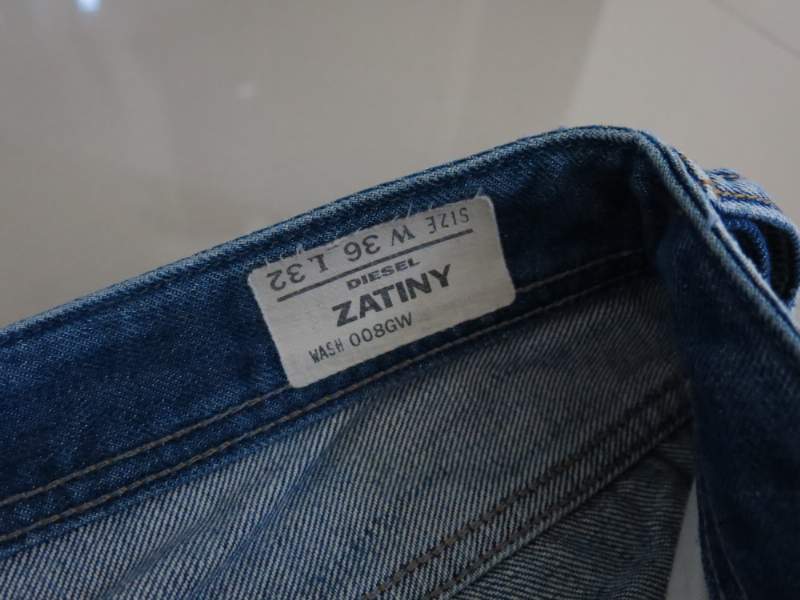 SIZE W 36 L 32
DIESEL
ZATINY
WASH 008GW